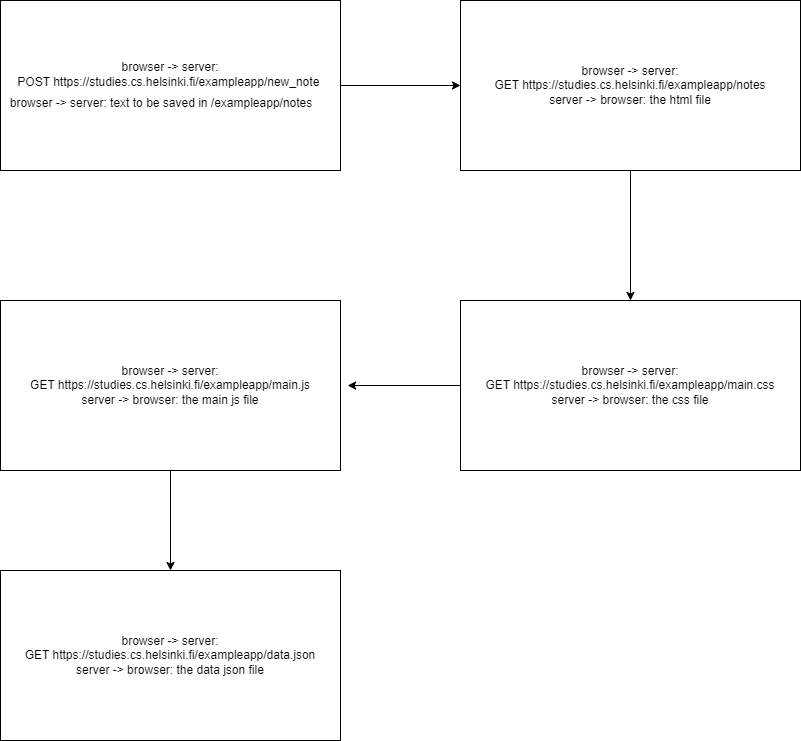 browser -> server:
POST https://studies.cs.helsinki.fi/exampleapp/new_note
browser -> server: text to be saved in /exampleapp/notes
browser -> server:
GET https://studies.cs.helsinki.fi/exampleapp/notes
server -> browser: the html file
browser -> server:
GET https://studies.cs.helsinki.fi/exampleapp/main.js
server -> browser: the main js file
browser -> server:
GET https://studies.cs.helsinki.fi/exampleapp/main.css
server -> browser: the css file
browser -> server:
GET https://studies.cs.helsinki.fi/exampleapp/data.json
server -> browser: the data json file